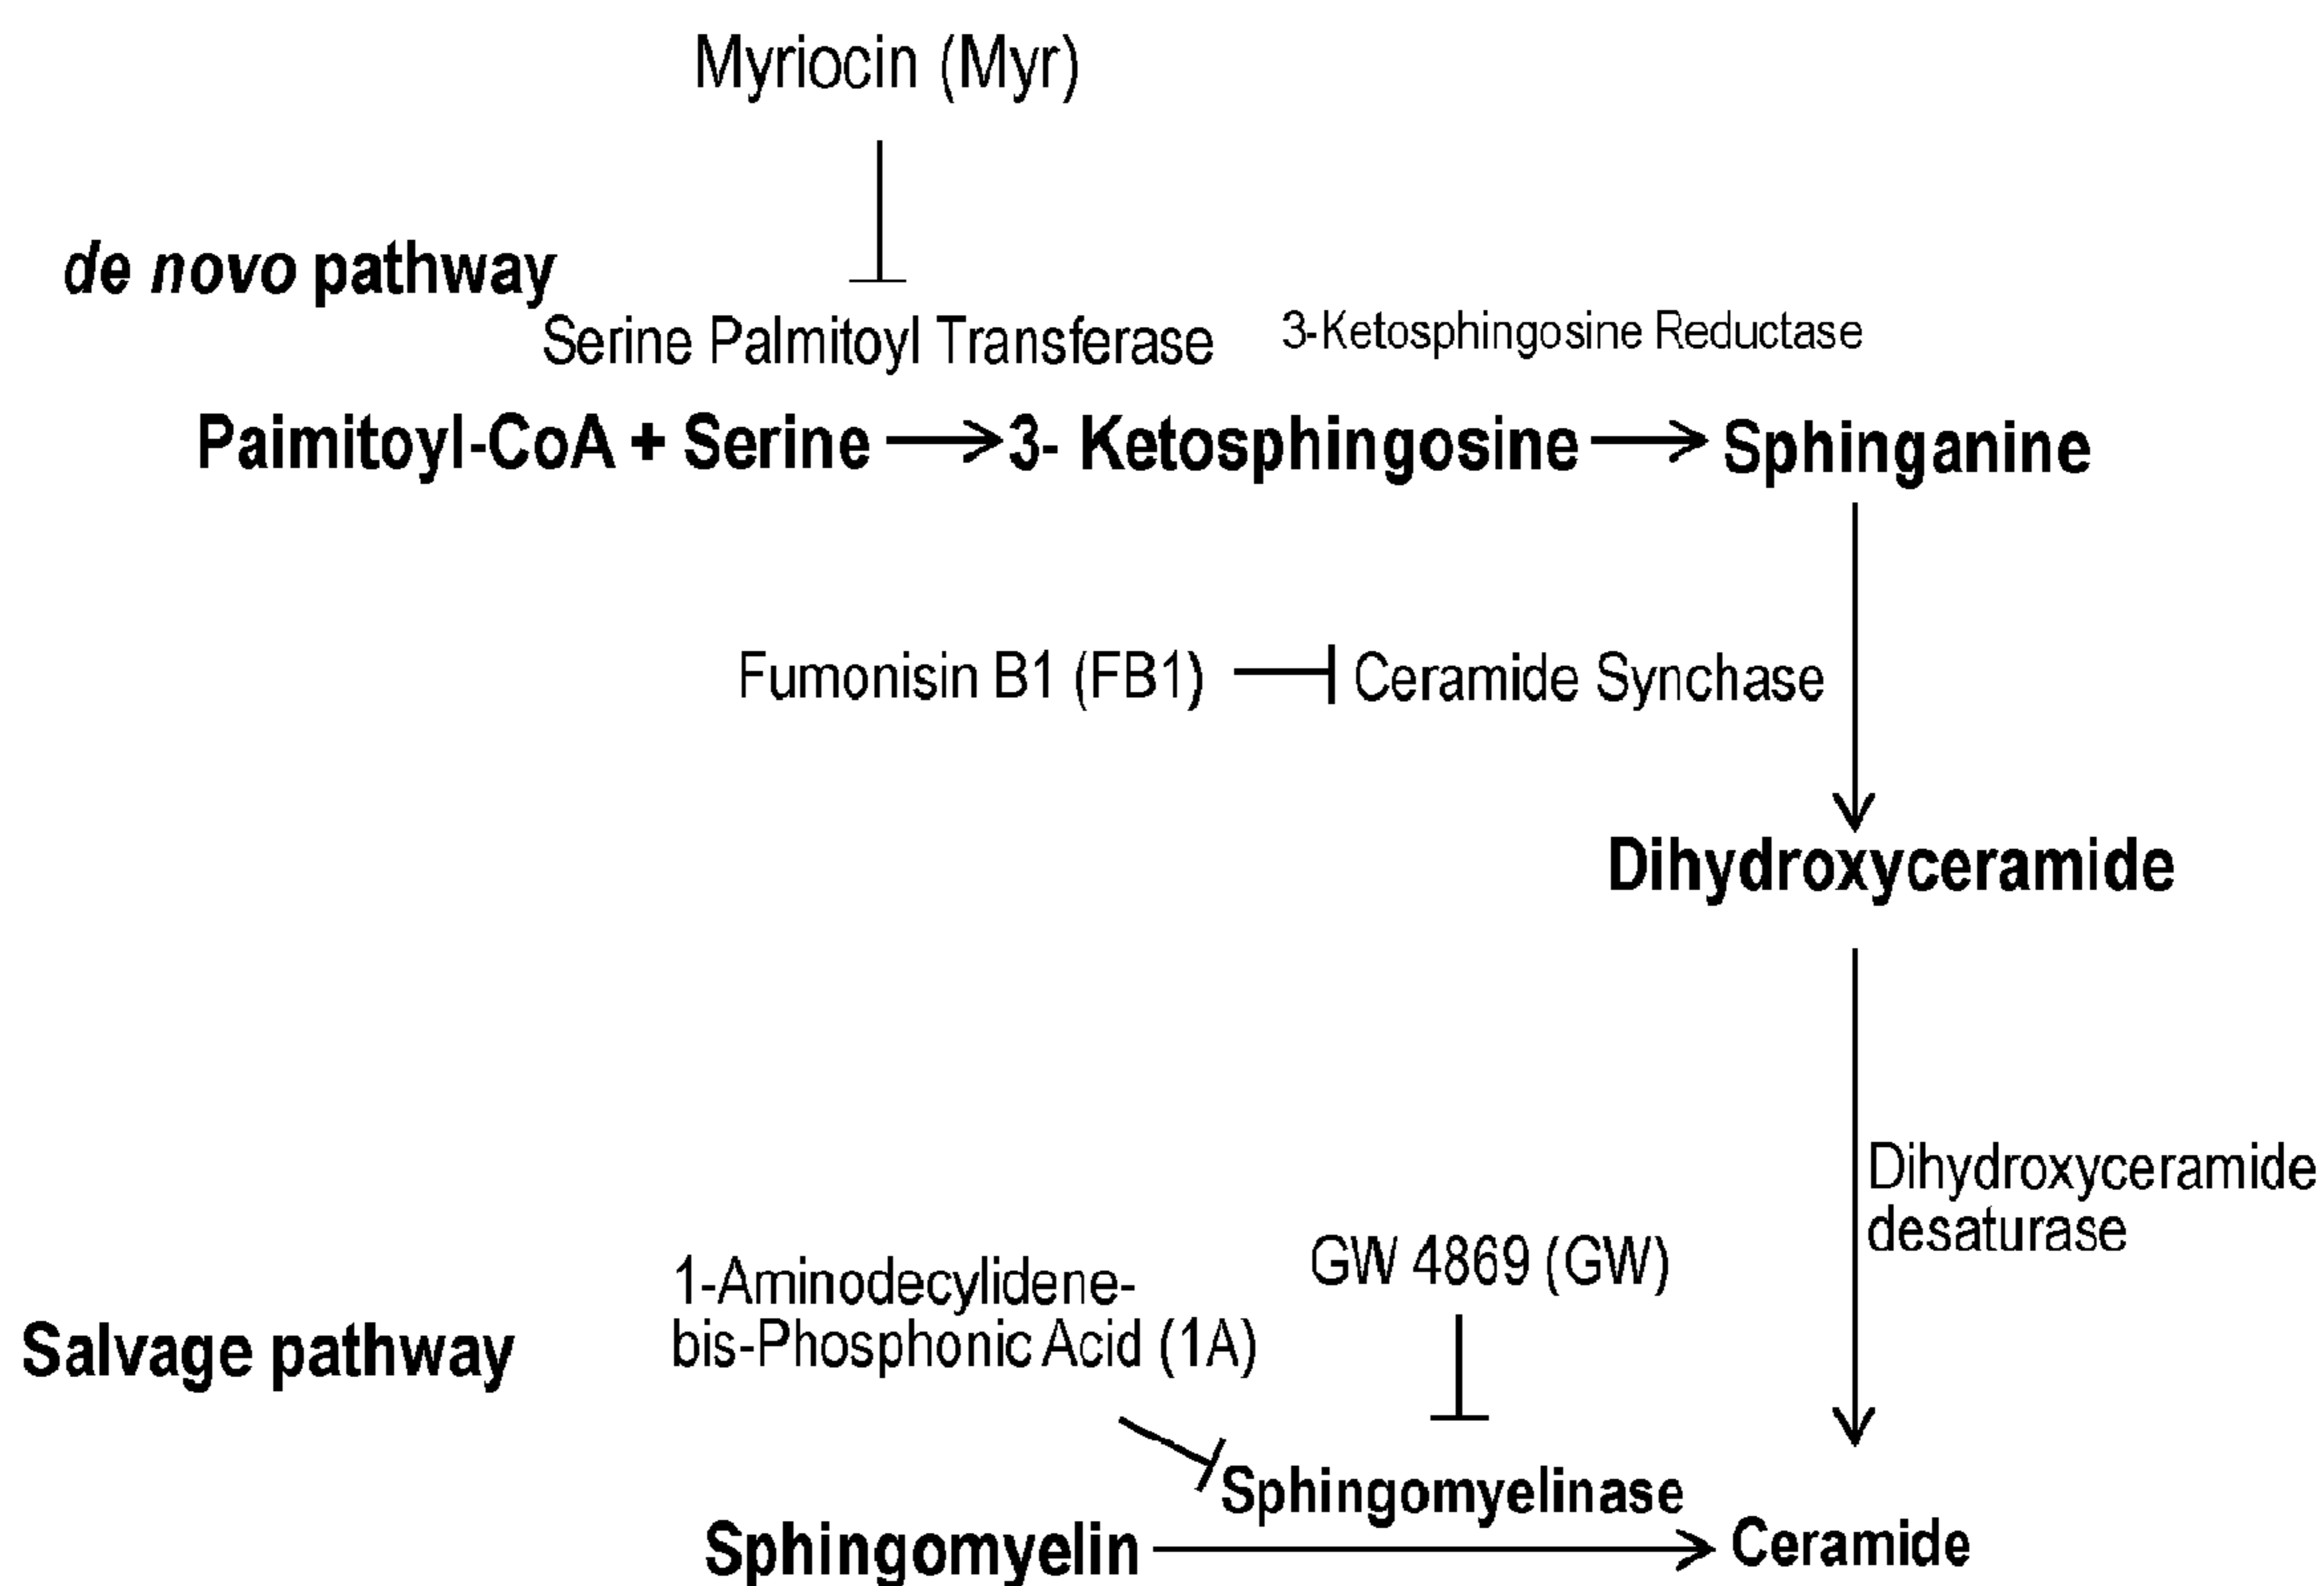 Myriocin (Myr)
de novo pathway
Serine Palmitoyl Transferase
3-Ketosphingosine Reductase
Paimitoyl-CoA + Serine
3- Ketosphingosine
Sphinganine
Fumonisin B1 (FB1)
Ceramide Synchase
Dihydroxyceramide
Dihydroxyceramide
desaturase
GW 4869 (GW)
1-Aminodecylidene-
bis-Phosphonic Acid (1A)
Salvage pathway
Sphingomyelinase
Sphingomyelin
Ceramide